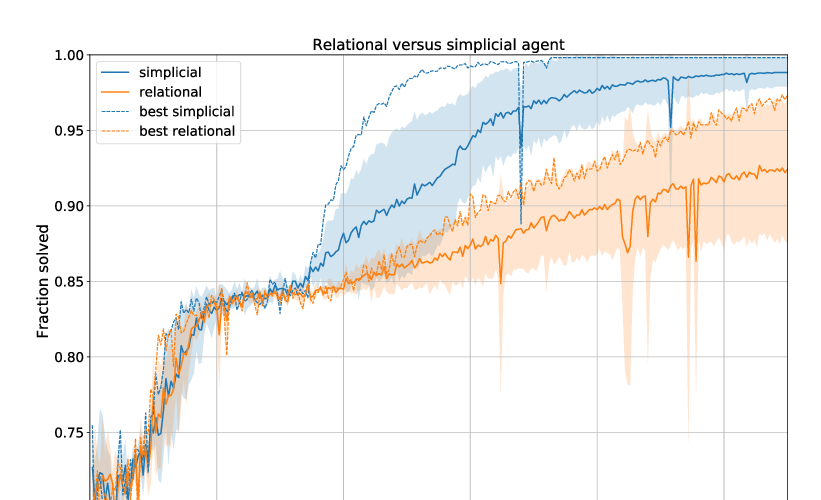 Relational versus simplicial agent
1.00
0.95
0.90
0.85
0.80
0.75
Fraction solved
simplicial
relational
best simplicial
best relational